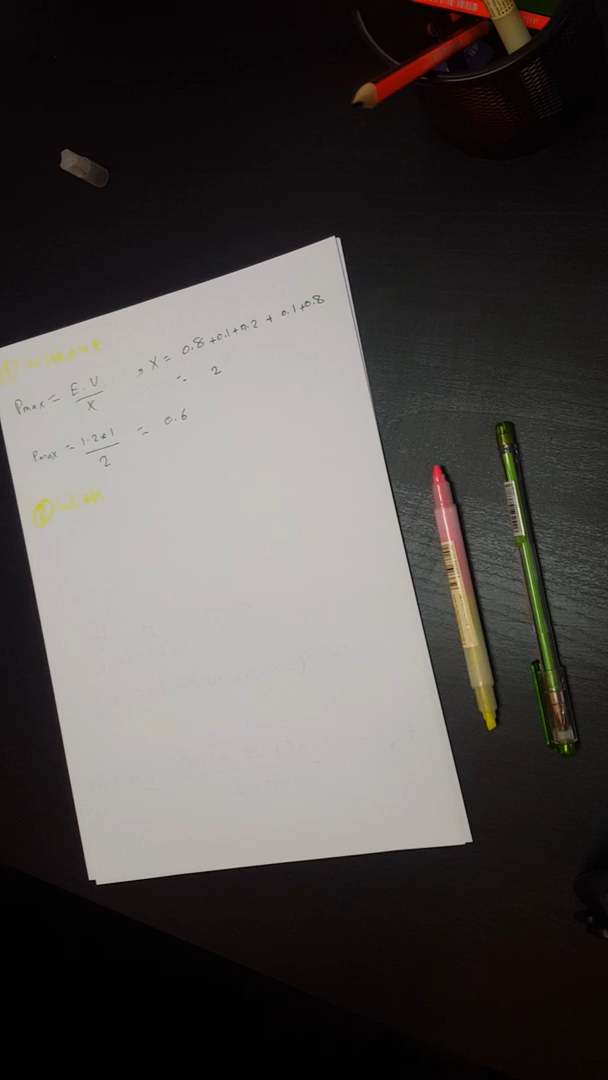 ① without
Pmax = E.V / X , X = 0.8 + 0.1 + 0.2 + 0.1 + 0.8
= 2
Pmax = 1.2*1 / 2 = 0.6
② with